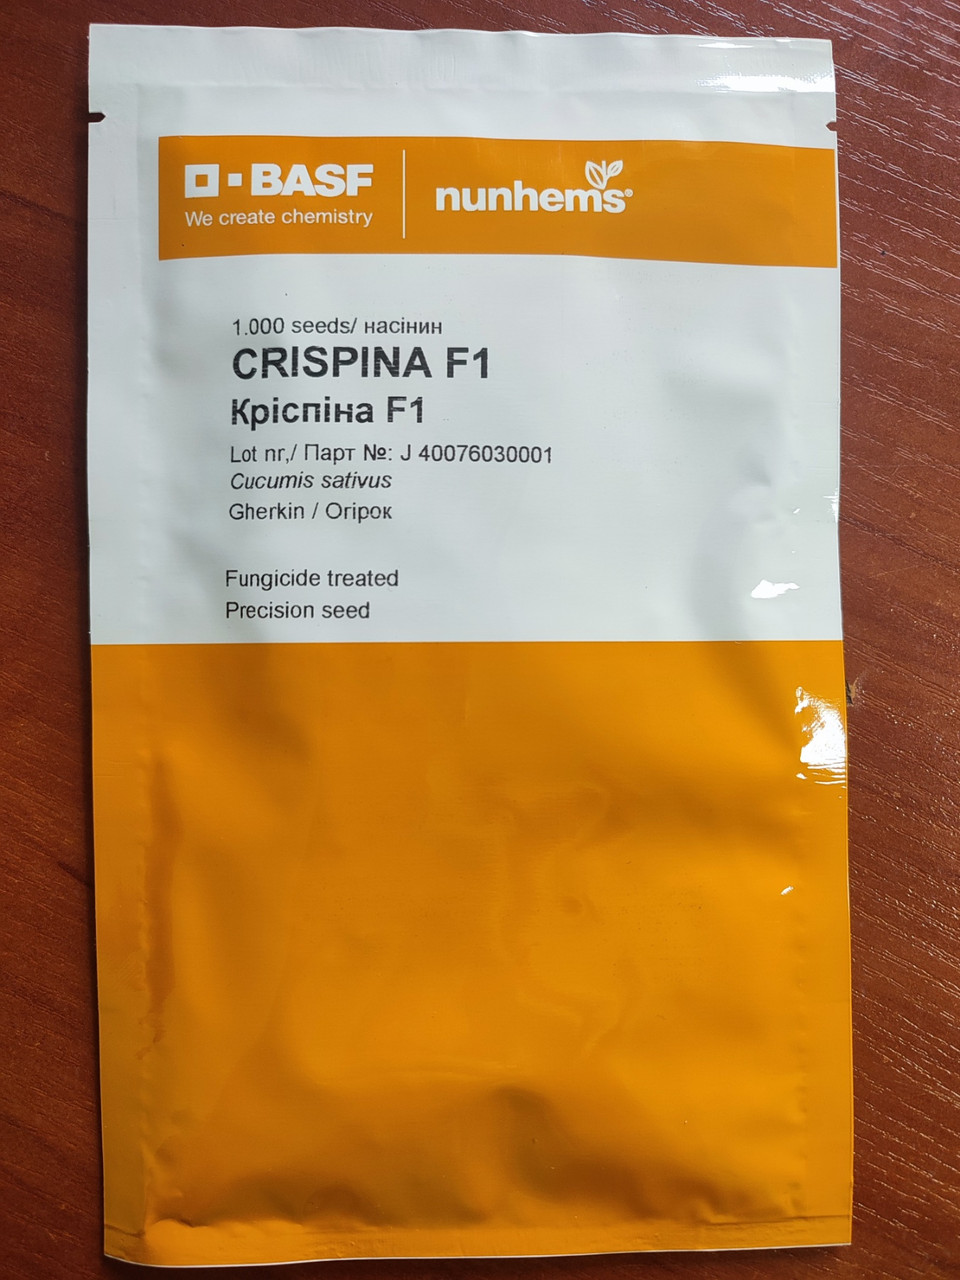 BASF
We create chemistry
nunhems®
1.000 seeds/ насінин
CRISPINA F1
Кріспіна F1
Lot nr,/ Парт №: J 40076030001
Cucumis sativus
Gherkin / Огірок
Fungicide treated
Precision seed